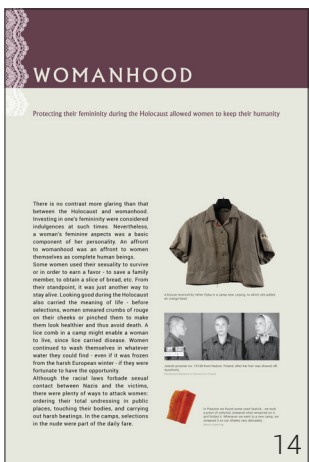 WOMANHOOD
Protecting their femininity during the Holocaust allowed women to keep their humanity
There is no contrast more glaring than
that between the Holocaust and womanhood.
Investing in one's femininity were considered
indulgences at such times. Nevertheless,
a woman's feminine aspects was a basic
component of her personality. An affront
to womanhood was an affront to women
themselves as complete human beings.
Some women used their sexuality to survive
or in order to earn a favor - to save a family
member, to obtain a slice of bread, etc. From
that standpoint, it was just another way to
stay alive. Looking good during the Holocaust
also carried the meaning of life - before
selections, women smeared crumbs of rouge
on their cheeks or pinched them to make
them look healthier and thus avoid death. A
lice comb in a camp might enable a woman
to live, since lice carried disease. Women
continued to wash themselves in whatever
water they could find - even if it was frozen
from the harsh European winter - if they were
fortunate to have the opportunity.
Although the racial laws forbade sexual
contact between Nazis and the victims,
there were plenty of ways to attack women:
ordering their total undressing in public
places, touching their bodies, and carrying
out harsh beatings. In the camps, selections
in the nude were part of the daily fare.
14